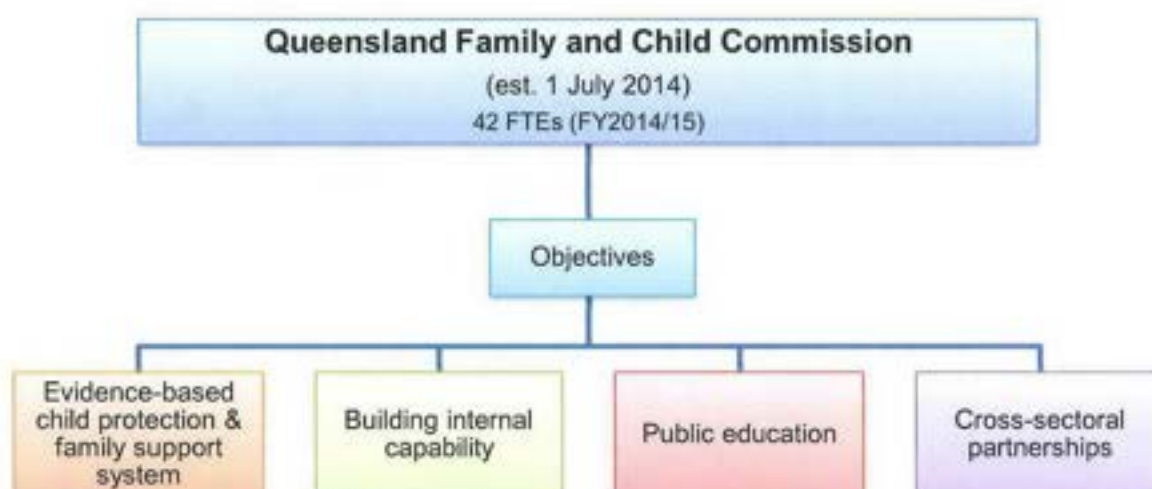 Queensland Family and Child Commission
(est. 1 July 2014)
42 FTEs (FY2014/15)
Objectives
Evidence-based
child protection &
family support
system
Building internal
capability
Public education
Cross-sectoral
partnerships